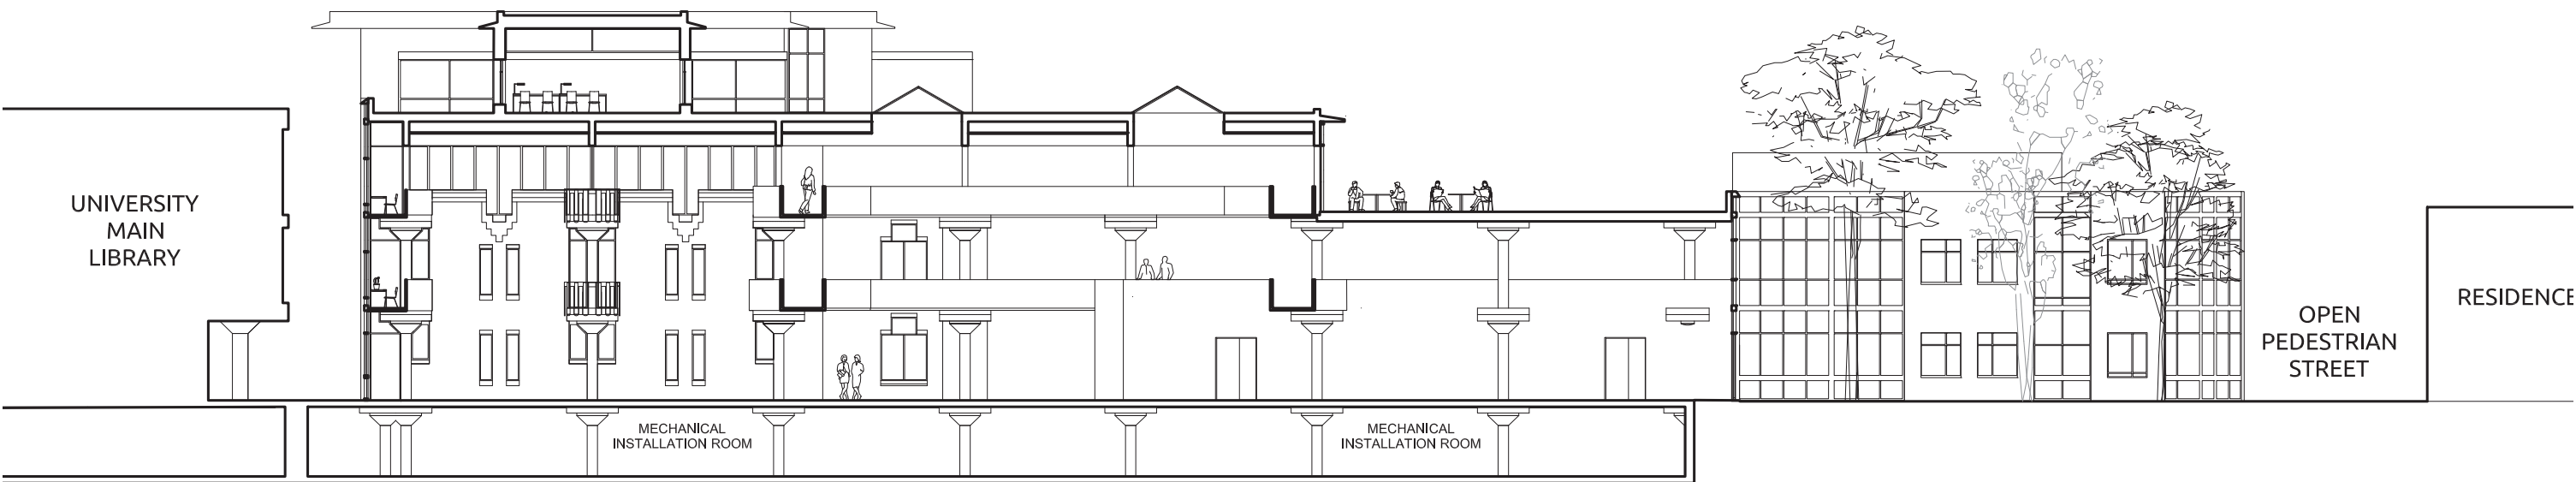 UNIVERSITY
MAIN
LIBRARY
MECHANICAL
INSTALLATION ROOM
MECHANICAL
INSTALLATION ROOM
OPEN
PEDESTRIAN
STREET
RESIDENCE